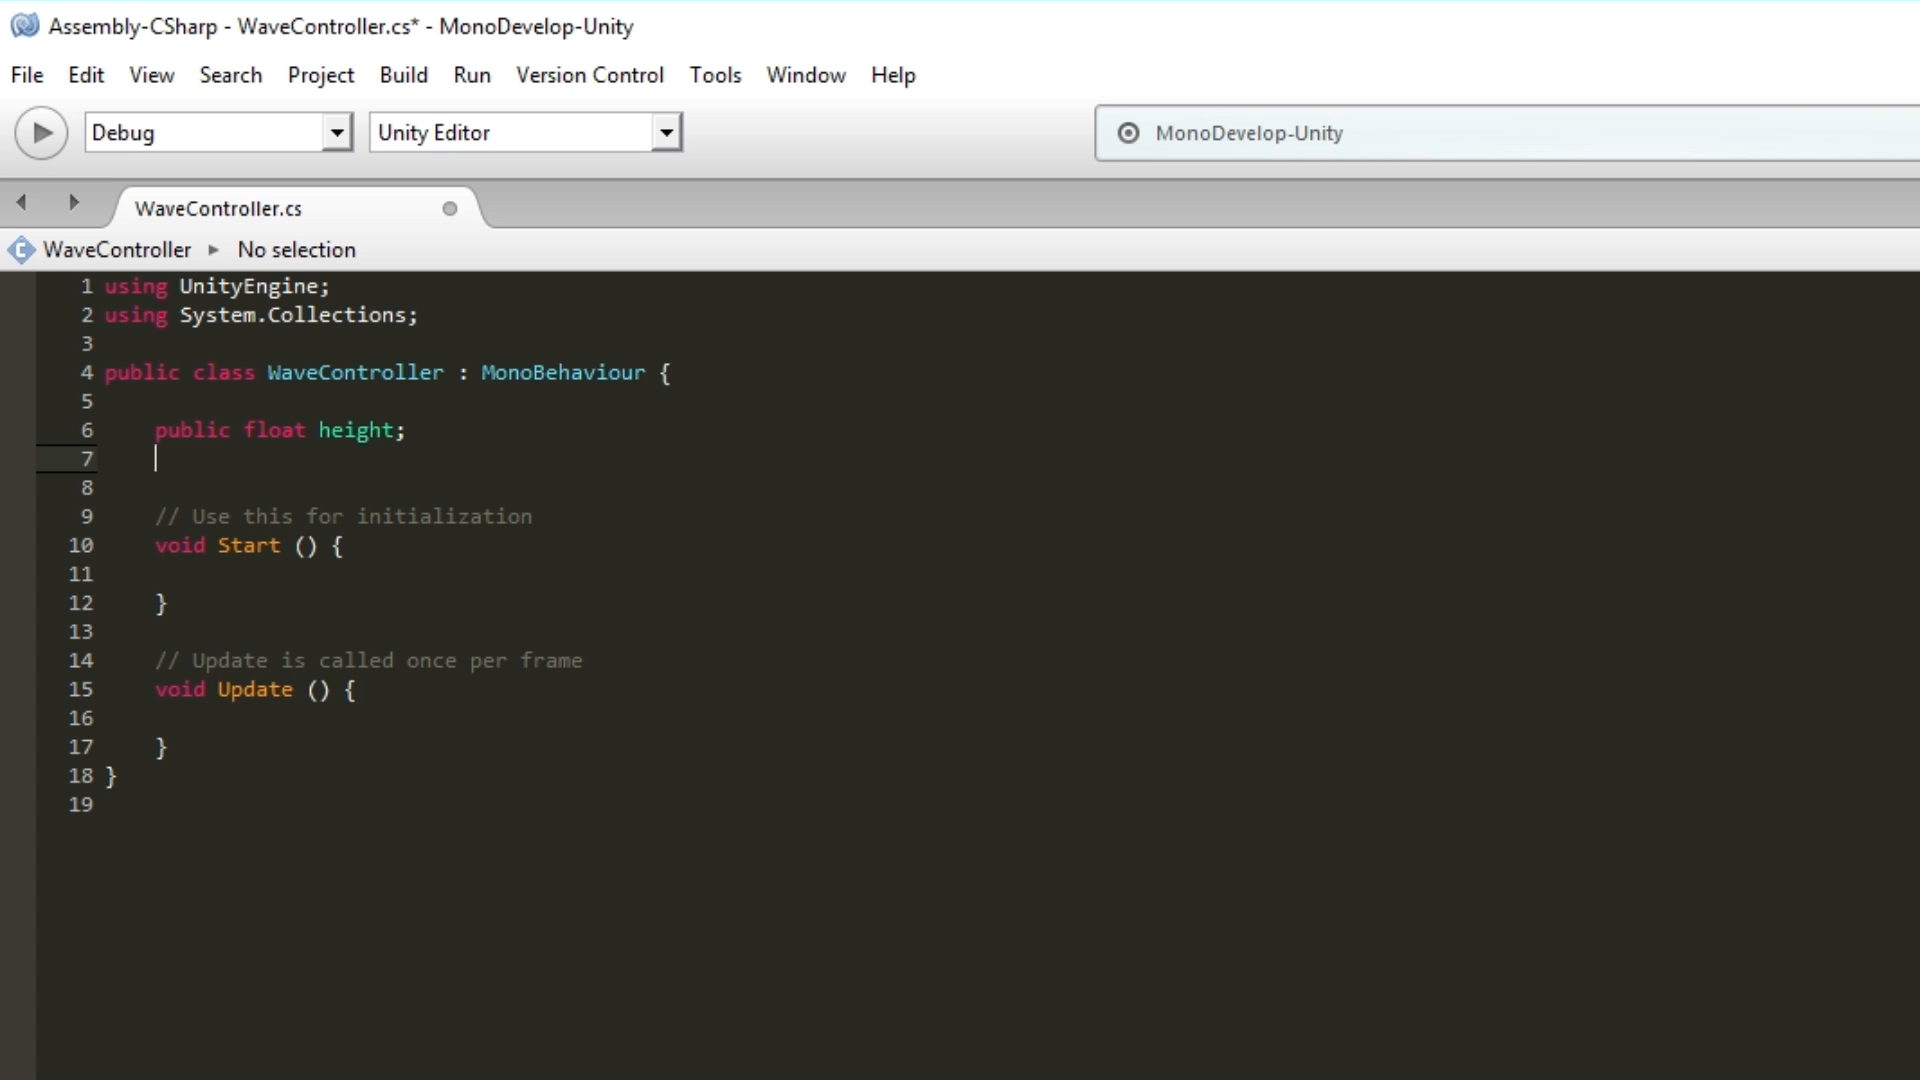 Assembly-CSharp - WaveController.cs* - MonoDevelop-Unity
File Edit View Search Project Build Run Version Control Tools Window Help
Debug Unity Editor MonoDevelop-Unity
WaveController.cs
WaveController No selection
1 using UnityEngine;
2 using System.Collections;
3
4 public class WaveController : MonoBehaviour {
5
6 public float height;
7
8
9 // Use this for initialization
10 void Start () {
11
12 }
13
14 // Update is called once per frame
15 void Update () {
16
17 }
18 }
19